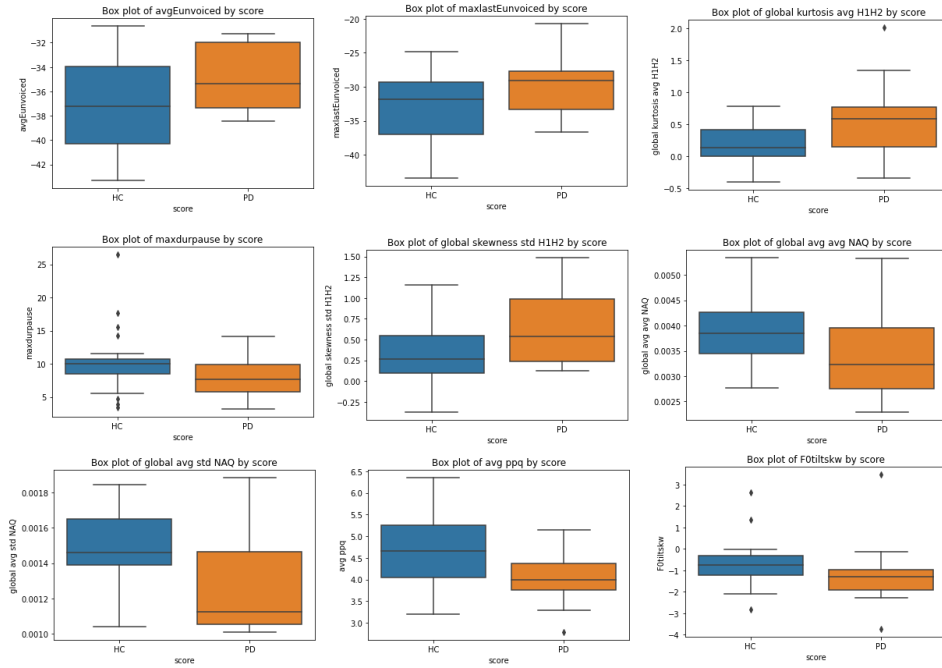 Box plot of avgEunvoiced by score
avgEunvoiced
−32
−34
−36
−38
−40
−42
HC
PD
score
Box plot of maxlastEunvoiced by score
maxlastEunvoiced
−20
−25
−30
−35
−40
HC
PD
score
Box plot of global kurtosis avg H1H2 by score
global kurtosis avg H1H2
2.0
1.5
1.0
0.5
0.0
−0.5
HC
PD
score
Box plot of maxdurpause by score
maxdurpause
25
20
15
10
5
HC
PD
score
Box plot of global skewness std H1H2 by score
global skewness std H1H2
1.50
1.25
1.00
0.75
0.50
0.25
0.00
−0.25
HC
PD
score
Box plot of global avg avg NAQ by score
global avg avg NAQ
0.0050
0.0045
0.0040
0.0035
0.0030
0.0025
HC
PD
score
Box plot of global avg std NAQ by score
global avg std NAQ
0.0018
0.0016
0.0014
0.0012
0.0010
HC
PD
score
Box plot of avg ppq by score
avg ppq
6.5
6.0
5.5
5.0
4.5
4.0
3.5
3.0
HC
PD
score
Box plot of F0tiltskw by score
F0tiltskw
3
2
1
0
−1
−2
−3
−4
HC
PD
score